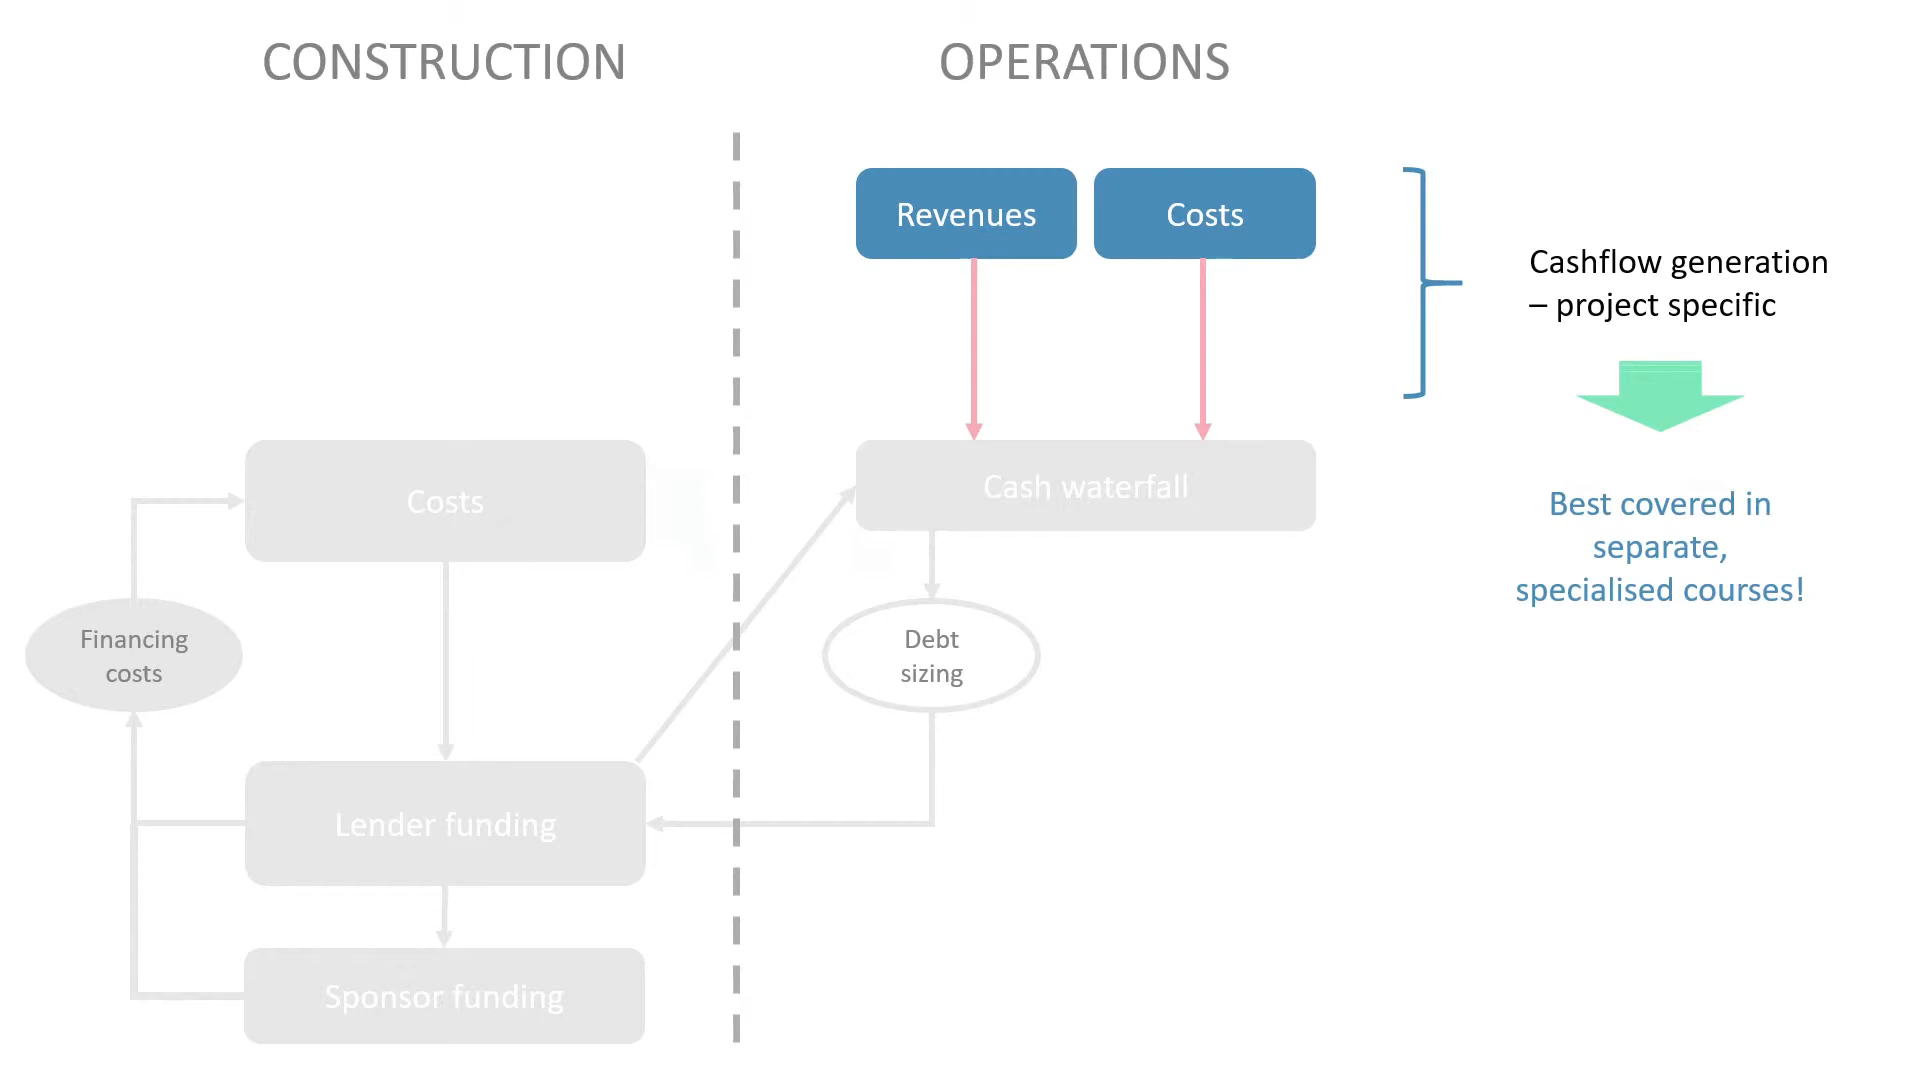 CONSTRUCTION
OPERATIONS
Revenues
Costs
Cashflow generation
– project specific
Costs
Cash waterfall
Best covered in
separate,
specialised courses!
Financing
costs
Debt
sizing
Lender funding
Sponsor funding